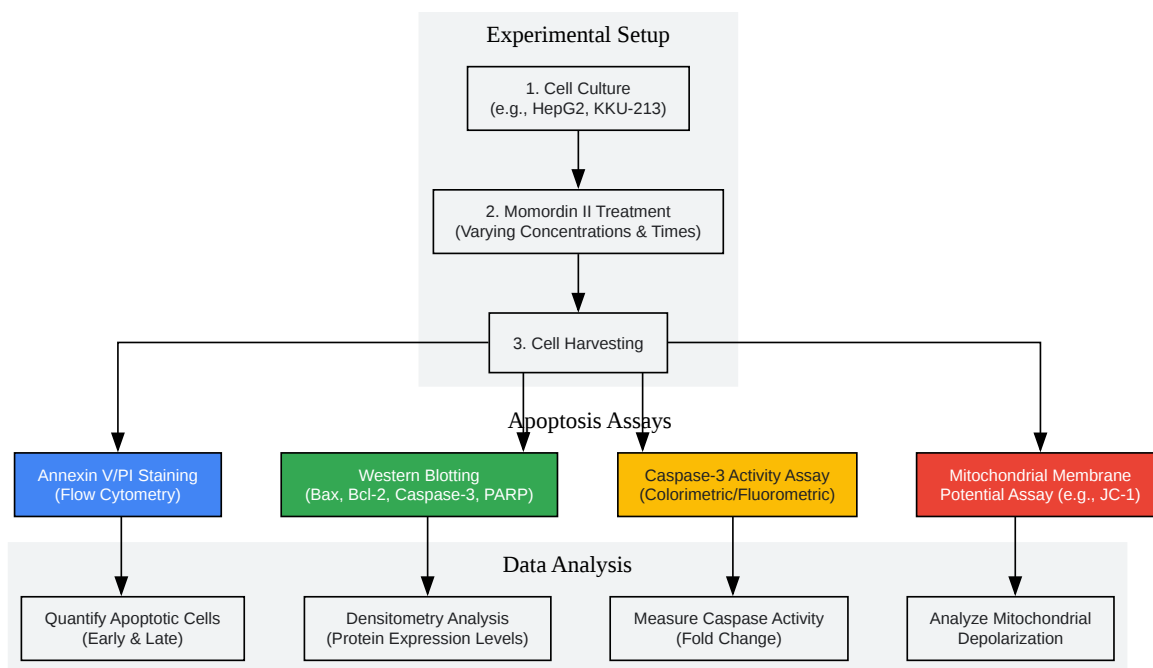 Experimental Setup
1. Cell Culture
(e.g., HepG2, KKU-213)
2. Momordin II Treatment
(Varying Concentrations & Times)
3. Cell Harvesting
Apoptosis Assays
Annexin V/PI Staining
(Flow Cytometry)
Western Blotting
(Bax, Bcl-2, Caspase-3, PARP)
Caspase-3 Activity Assay
(Colorimetric/Fluorometric)
Mitochondrial Membrane
Potential Assay (e.g., JC-1)
Data Analysis
Quantify Apoptotic Cells
(Early & Late)
Densitometry Analysis
(Protein Expression Levels)
Measure Caspase Activity
(Fold Change)
Analyze Mitochondrial
Depolarization